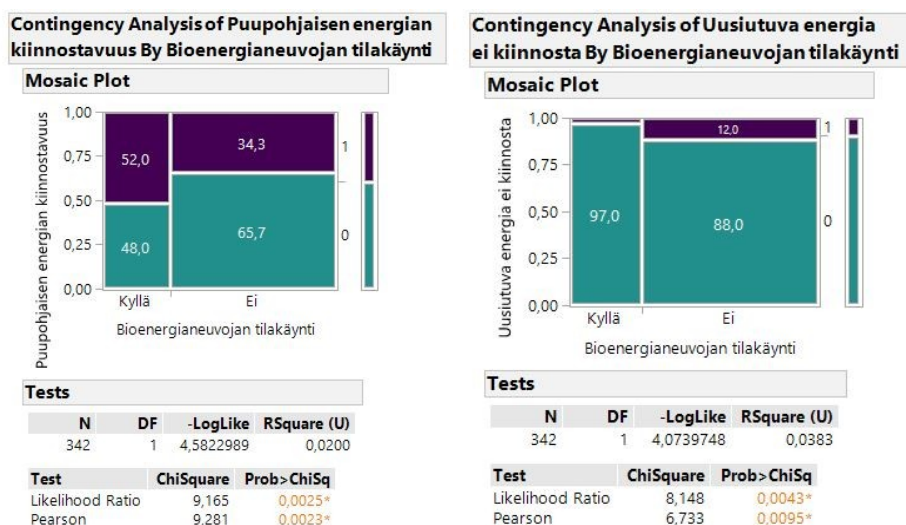 Contingency Analysis of Puupohjaisen energian
kiinnostavuus By Bioenergianeuvojan tilakäynti
Mosaic Plot
Puupohjaisen energian kiinnostavuus
1,00
0,75
0,50
0,25
0,00
52,0
34,3
48,0
65,7
1
0
Kyllä
Ei
Bioenergianeuvojan tilakäynti
Tests
N DF -LogLike RSquare (U)
342 1 4,5822989 0,0200
Test ChiSquare Prob>ChiSq
Likelihood Ratio 9,165 0,0025*
Pearson 9,281 0,0023*
Contingency Analysis of Uusiutuva energia
ei kiinnosta By Bioenergianeuvojan tilakäynti
Mosaic Plot
Uusiutuva energia ei kiinnosta
1,00
0,75
0,50
0,25
0,00
12,0
97,0
88,0
1
0
Kyllä
Ei
Bioenergianeuvojan tilakäynti
Tests
N DF -LogLike RSquare (U)
342 1 4,0739748 0,0383
Test ChiSquare Prob>ChiSq
Likelihood Ratio 8,148 0,0043*
Pearson 6,733 0,0095*